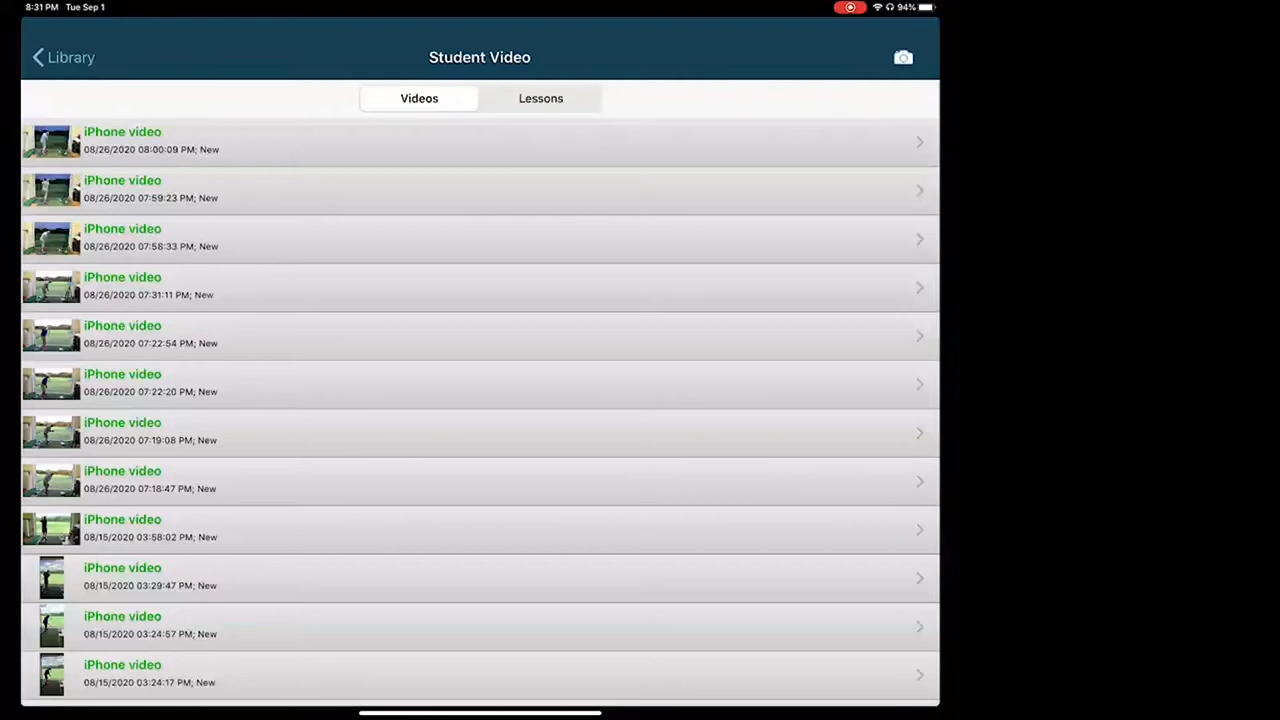 8:31 PM Tue Sep 1
94%
Library
Student Video
Videos
Lessons
iPhone video
08/26/2020 08:00:09 PM; New
iPhone video
08/26/2020 07:59:23 PM; New
iPhone video
08/26/2020 07:58:33 PM; New
iPhone video
08/26/2020 07:31:11 PM; New
iPhone video
08/26/2020 07:22:54 PM; New
iPhone video
08/26/2020 07:22:20 PM; New
iPhone video
08/26/2020 07:19:08 PM; New
iPhone video
08/26/2020 07:18:47 PM; New
iPhone video
08/15/2020 03:58:02 PM; New
iPhone video
08/15/2020 03:29:47 PM; New
iPhone video
08/15/2020 03:24:57 PM; New
iPhone video
08/15/2020 03:24:17 PM; New